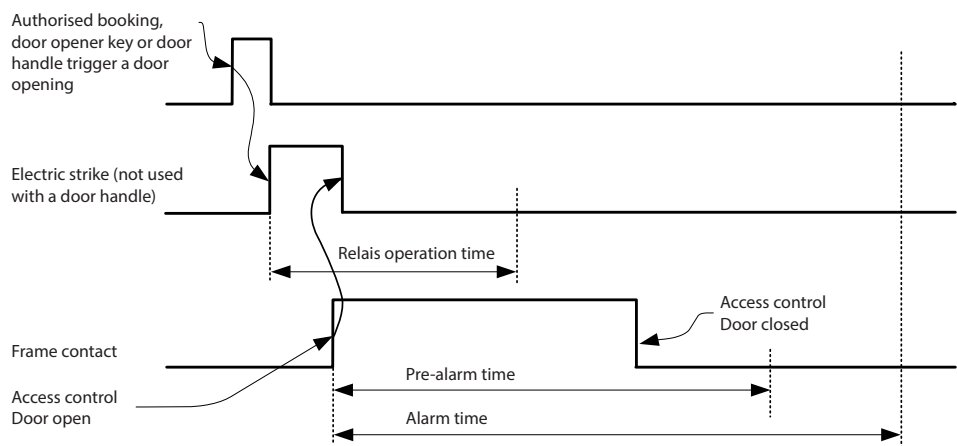 Authorised booking,
door opener key or door
handle trigger a door
opening
Electric strike (not used
with a door handle)
Relais operation time
Access control
Door closed
Frame contact
Pre-alarm time
Access control
Door open
Alarm time